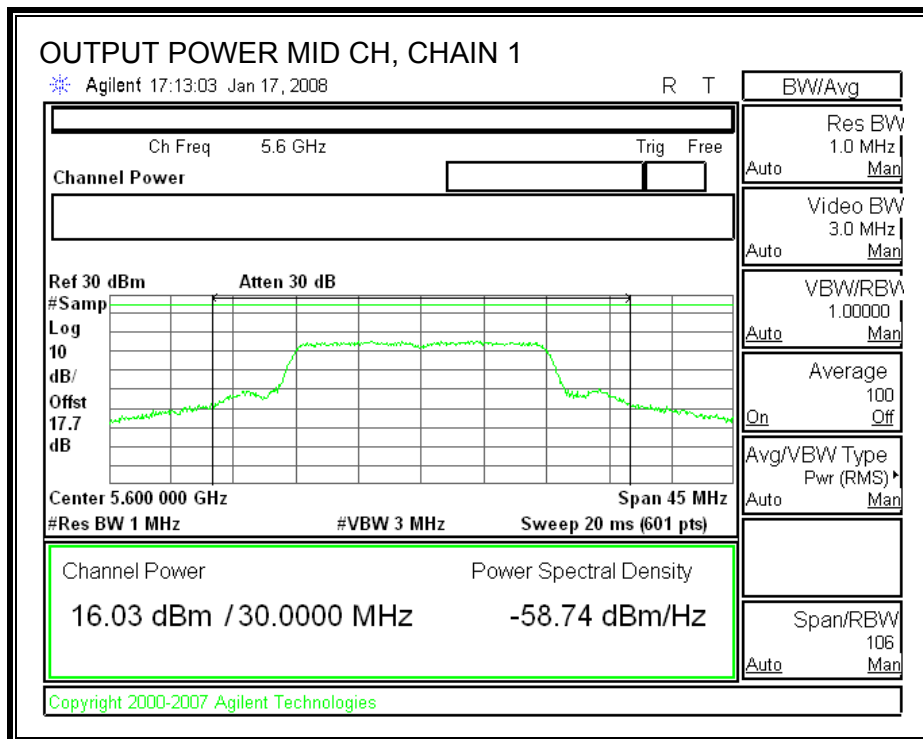 OUTPUT POWER MID CH, CHAIN 1
Agilent 17:13:03 Jan 17, 2008 R T
Ch Freq 5.6 GHz Trig Free
Channel Power
Ref 30 dBm Atten 30 dB
#Samp
Log
10
dB/
Offst
17.7
dB
Center 5.600 000 GHz Span 45 MHz
#Res BW 1 MHz #VBW 3 MHz Sweep 20 ms (601 pts)
Channel Power Power Spectral Density
16.03 dBm / 30.0000 MHz -58.74 dBm/Hz
Copyright 2000-2007 Agilent Technologies
BW/Avg
Res BW
1.0 MHz
Auto Man
Video BW
3.0 MHz
Auto Man
VBW/RBW
1.00000
Auto Man
Average
100
On Off
Avg/VBW Type
Pwr (RMS)
Auto Man
Span/RBW
106
Auto Man